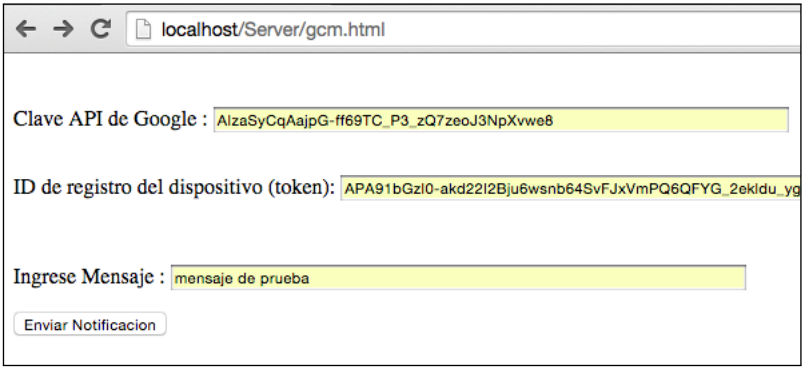 localhost/Server/gcm.html
Clave API de Google : AIzaSyCqAajpG-ff69TC_P3_zQ7zeoJ3NpXvwe8
ID de registro del dispositivo (token): APA91bGzl0-akd22I2Bju6wsnb64SvFJxVmPQ6QFYG_2ekldu_yg
Ingrese Mensaje : mensaje de prueba
Enviar Notificacion